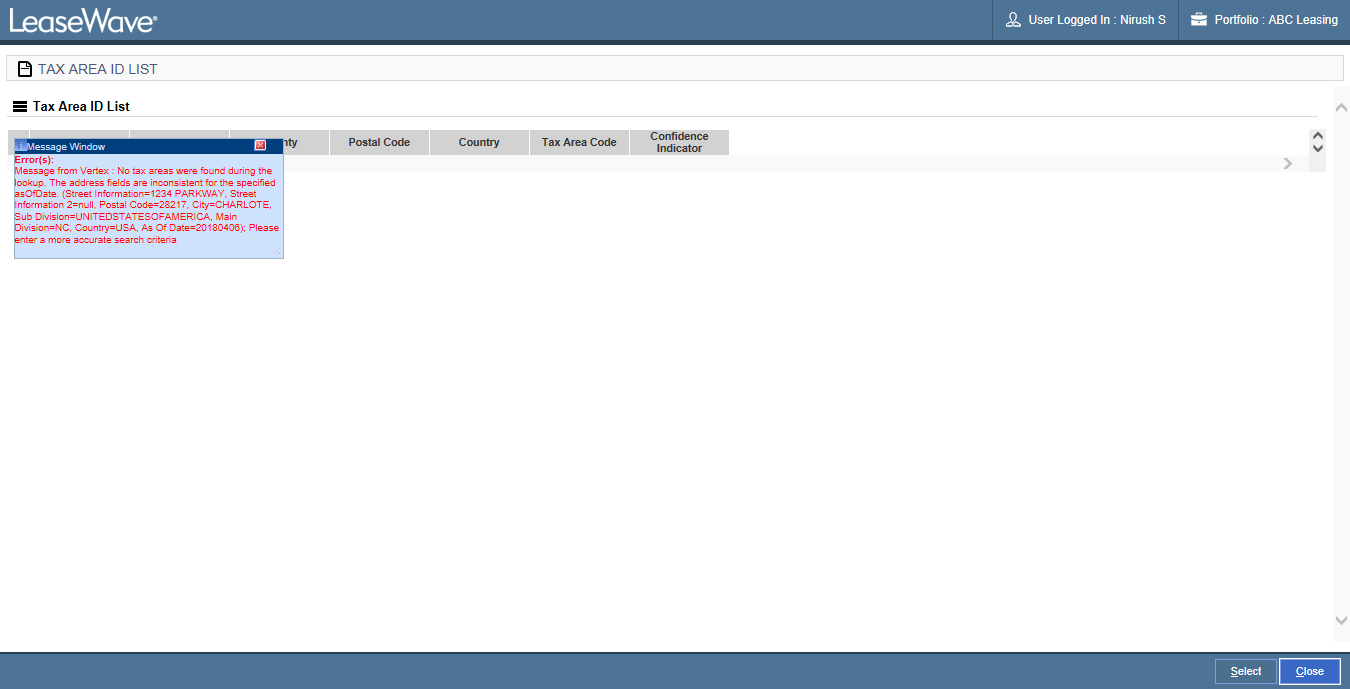 LeaseWave®
User Logged In : Nirush S
Portfolio : ABC Leasing
TAX AREA ID LIST
Tax Area ID List
Postal Code
Country
Tax Area Code
Confidence
Indicator
Message Window
Error(s):
Message from Vertex : No tax areas were found during the
lookup. The address fields are inconsistent for the specified
asOfDate. (Street Information=1234 PARKWAY, Street
Information 2=null, Postal Code=28217, City=CHARLOTE,
Sub Division=UNITEDSTATESOFAMERICA, Main
Division=NC, Country=USA, As Of Date=20180406); Please
enter a more accurate search criteria
Select
Close